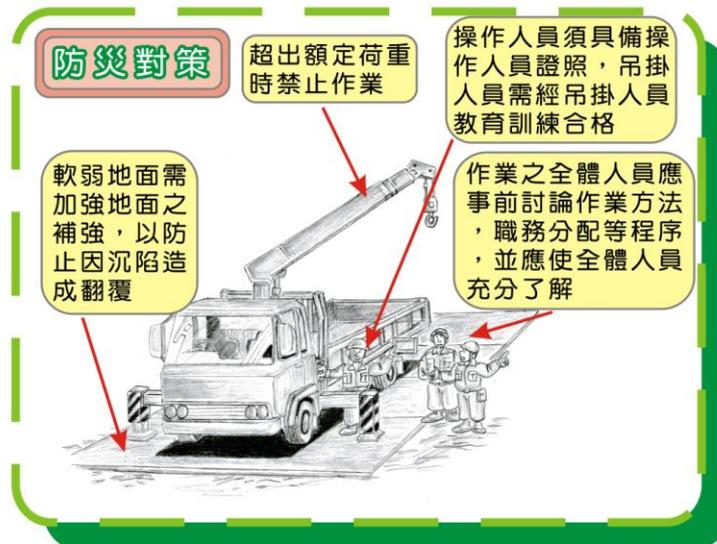 防災對策
超出額定荷重
時禁止作業
操作人員須具備操
作人員證照，吊掛
人員需經吊掛人員
教育訓練合格
軟弱地面需
加強地面之
補強，以防
止因沉陷造
成翻覆
作業之全體人員應
事前討論作業方法
，職務分配等程序
，並應使全體人員
充分了解